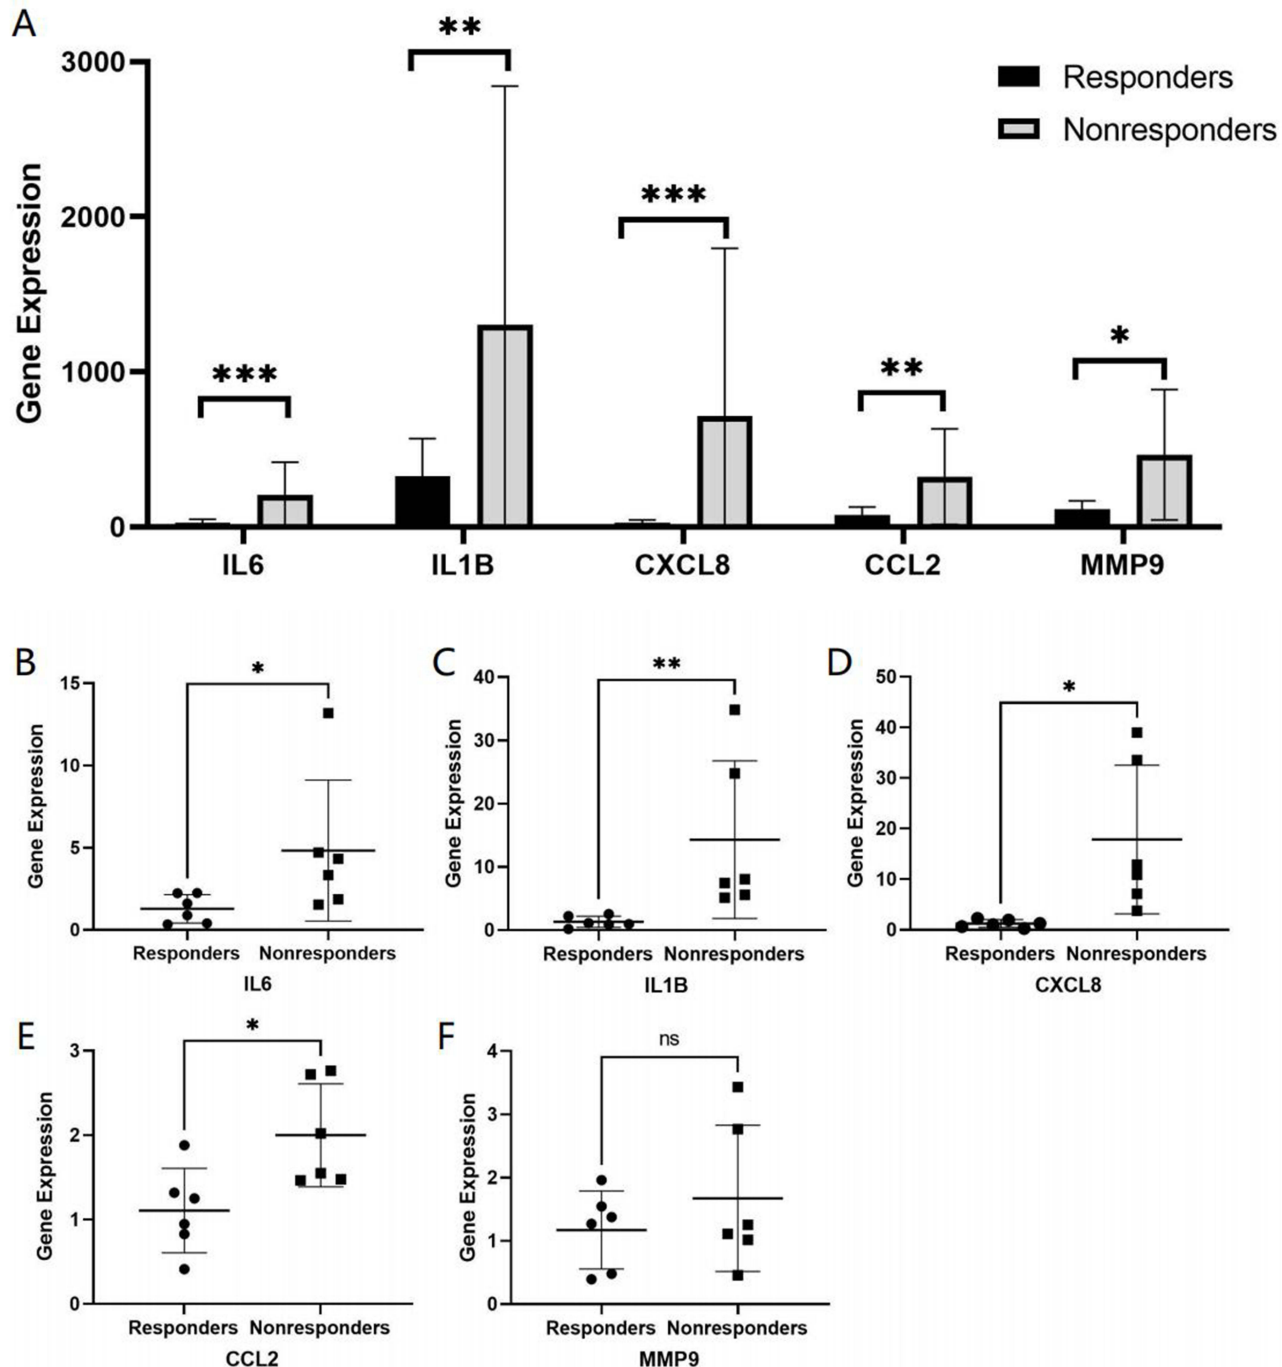 A
Gene Expression
3000
2000
1000
0
***
**
***
**
*
Responders
Nonresponders
IL6
IL1B
CXCL8
CCL2
MMP9
B
Gene Expression
15
10
5
0
*
Responders Nonresponders
IL6
C
Gene Expression
40
30
20
10
0
**
Responders Nonresponders
IL1B
D
Gene Expression
50
40
30
20
10
0
*
Responders Nonresponders
CXCL8
E
Gene Expression
3
2
1
0
*
Responders Nonresponders
CCL2
F
Gene Expression
4
3
2
1
0
ns
Responders Nonresponders
MMP9